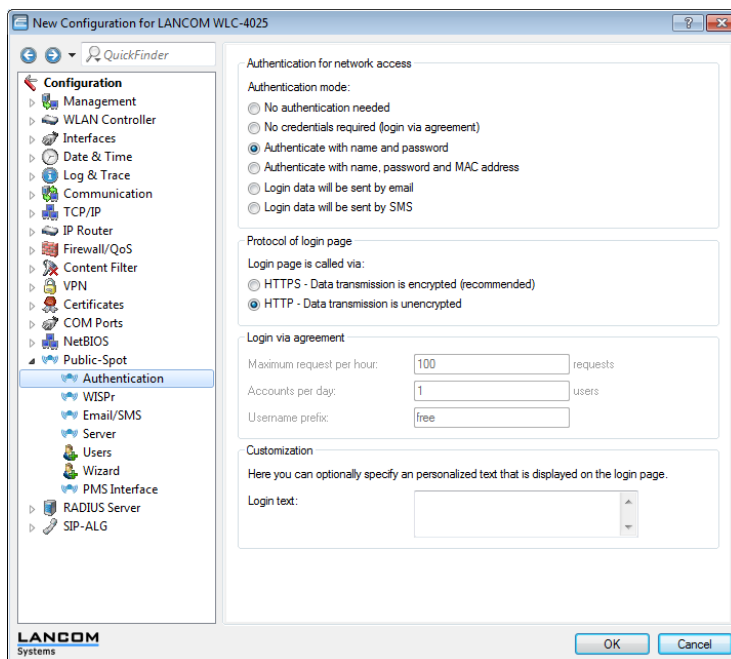 New Configuration for LANCOM WLC-4025
QuickFinder
Configuration
Management
WLAN Controller
Interfaces
Date & Time
Log & Trace
Communication
TCP/IP
IP Router
Firewall/QoS
Content Filter
VPN
Certificates
COM Ports
NetBIOS
Public-Spot
Authentication
WISPr
Email/SMS
Server
Users
Wizard
PMS Interface
RADIUS Server
SIP-ALG
Authentication for network access
Authentication mode:
No authentication needed
No credentials required (login via agreement)
Authenticate with name and password
Authenticate with name, password and MAC address
Login data will be sent by email
Login data will be sent by SMS
Protocol of login page
Login page is called via:
HTTPS - Data transmission is encrypted (recommended)
HTTP - Data transmission is unencrypted
Login via agreement
Maximum request per hour: 100 requests
Accounts per day: 1 users
Username prefix: free
Customization
Here you can optionally specify an personalized text that is displayed on the login page.
Login text:
LANCOM
Systems
OK Cancel